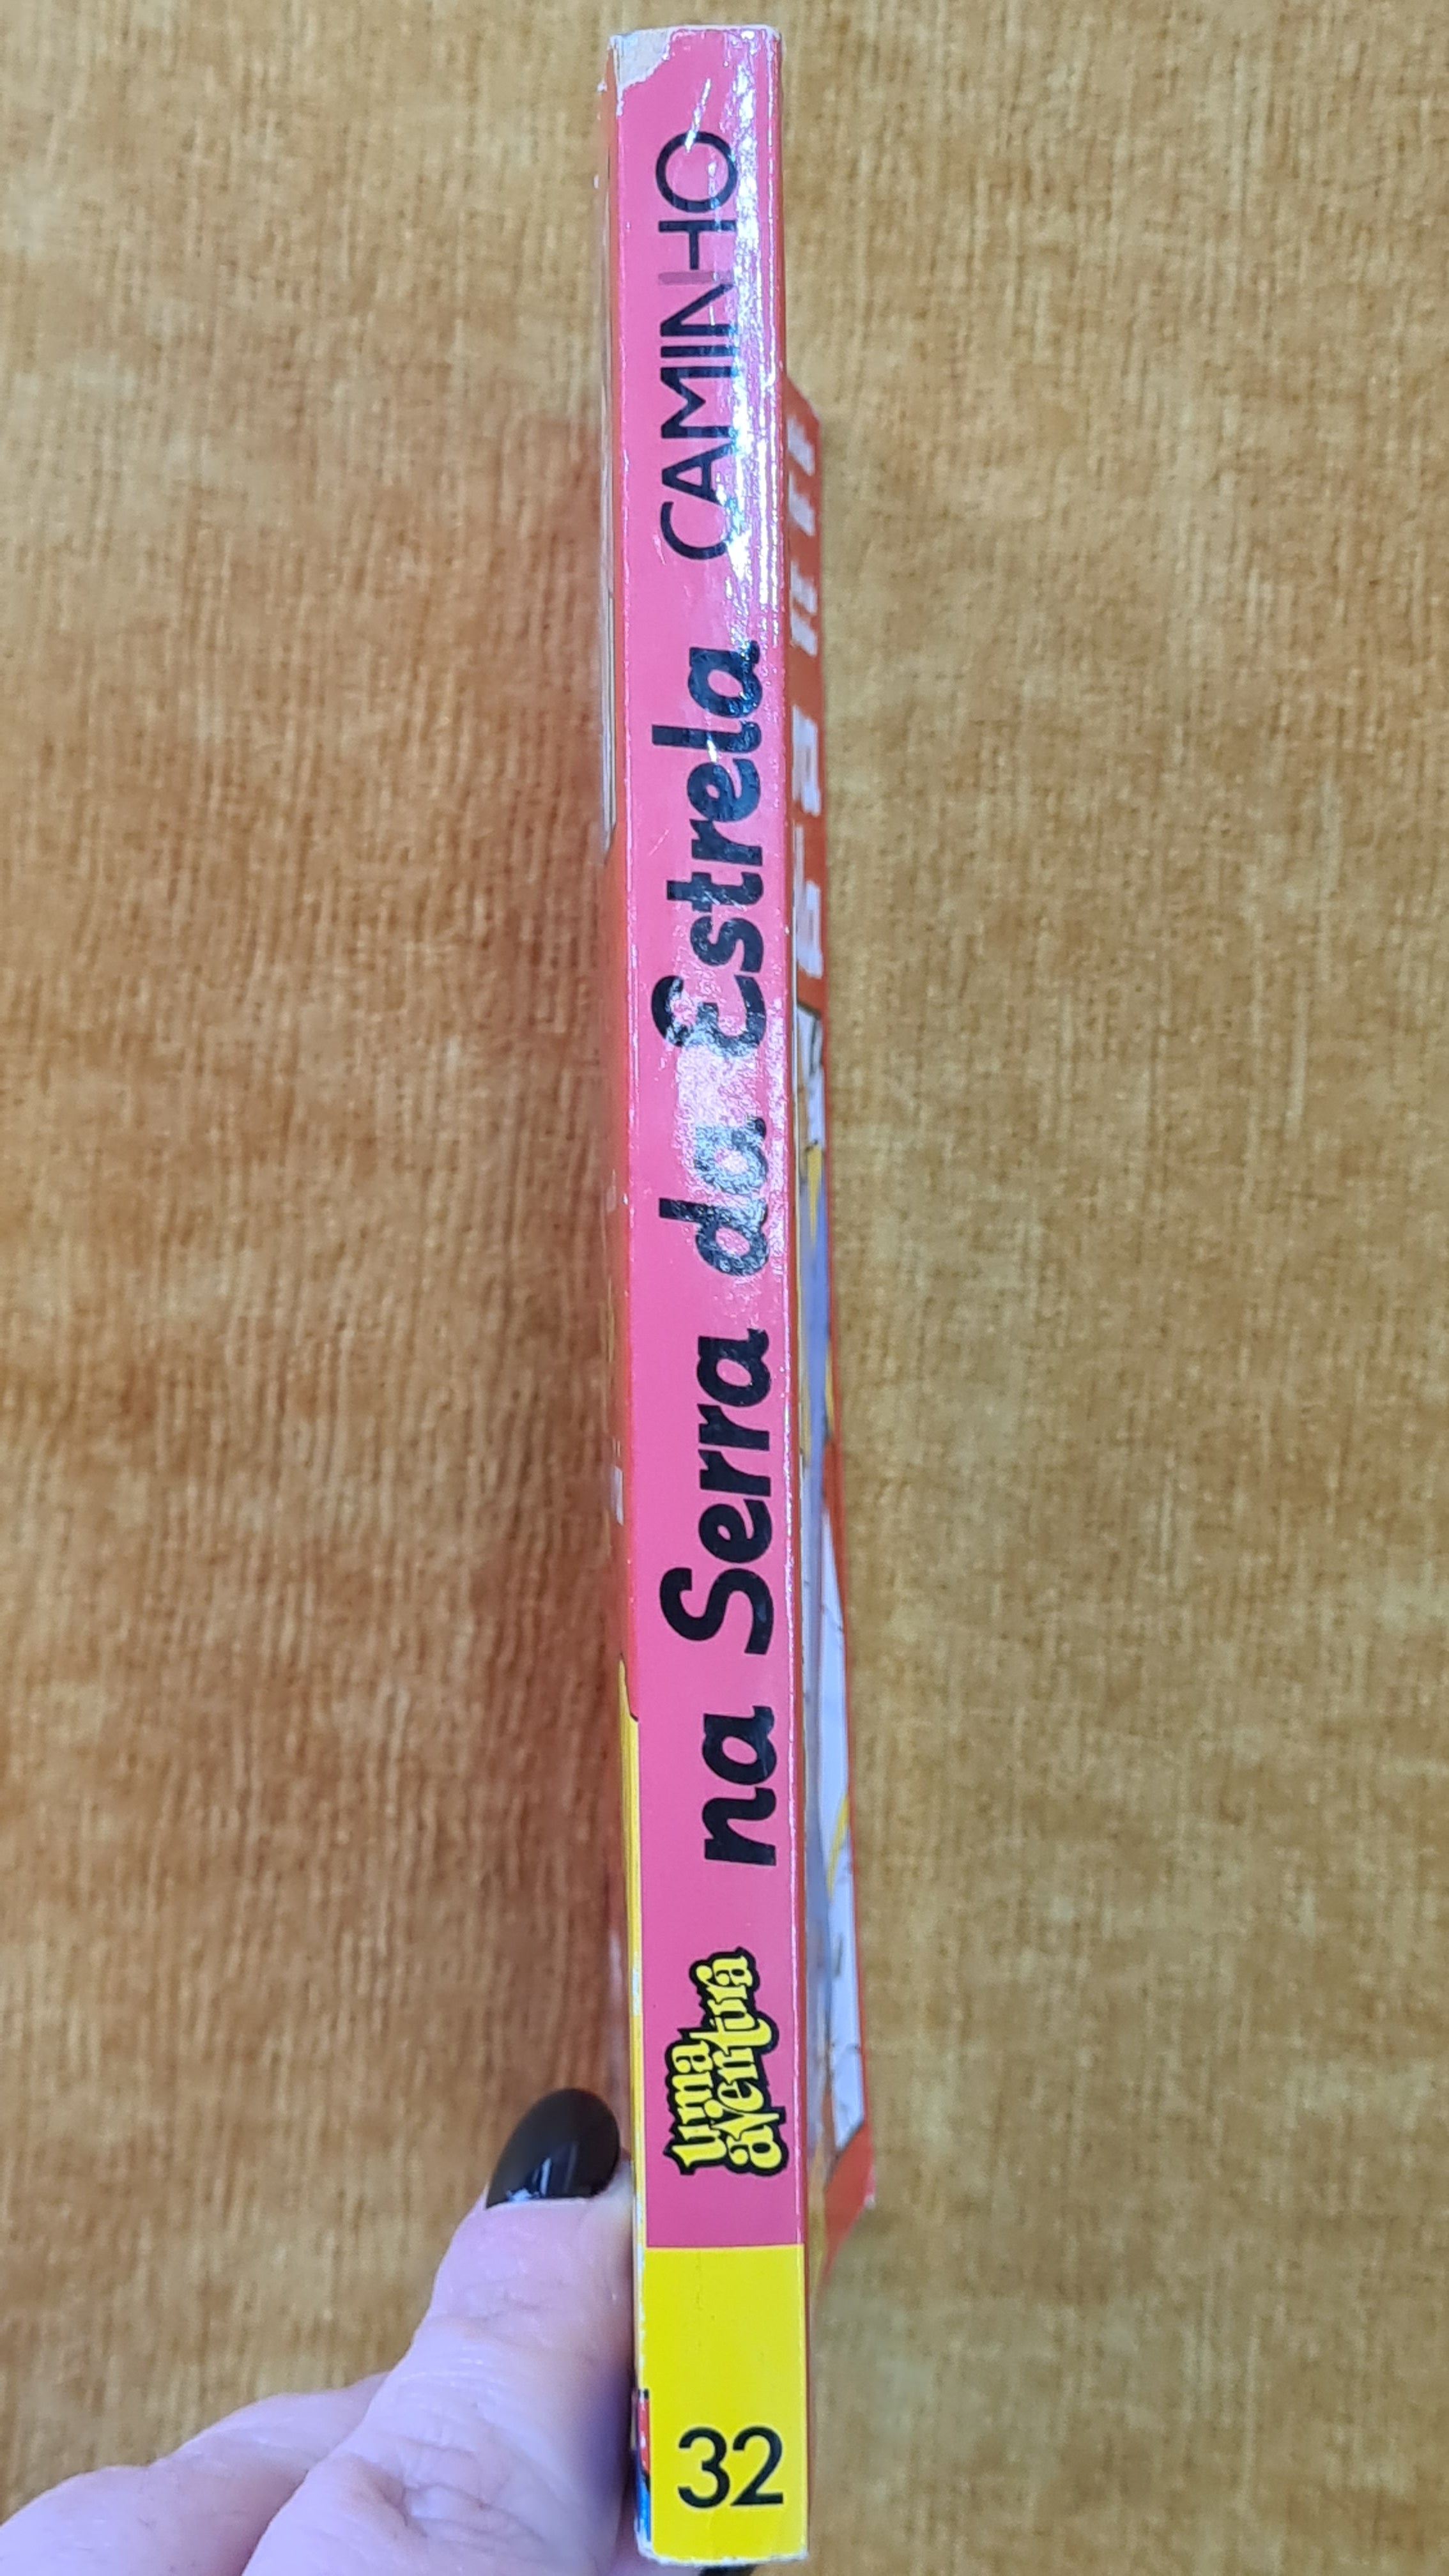 uma
aventura
na Serra da Estrela
CAMINHO
32